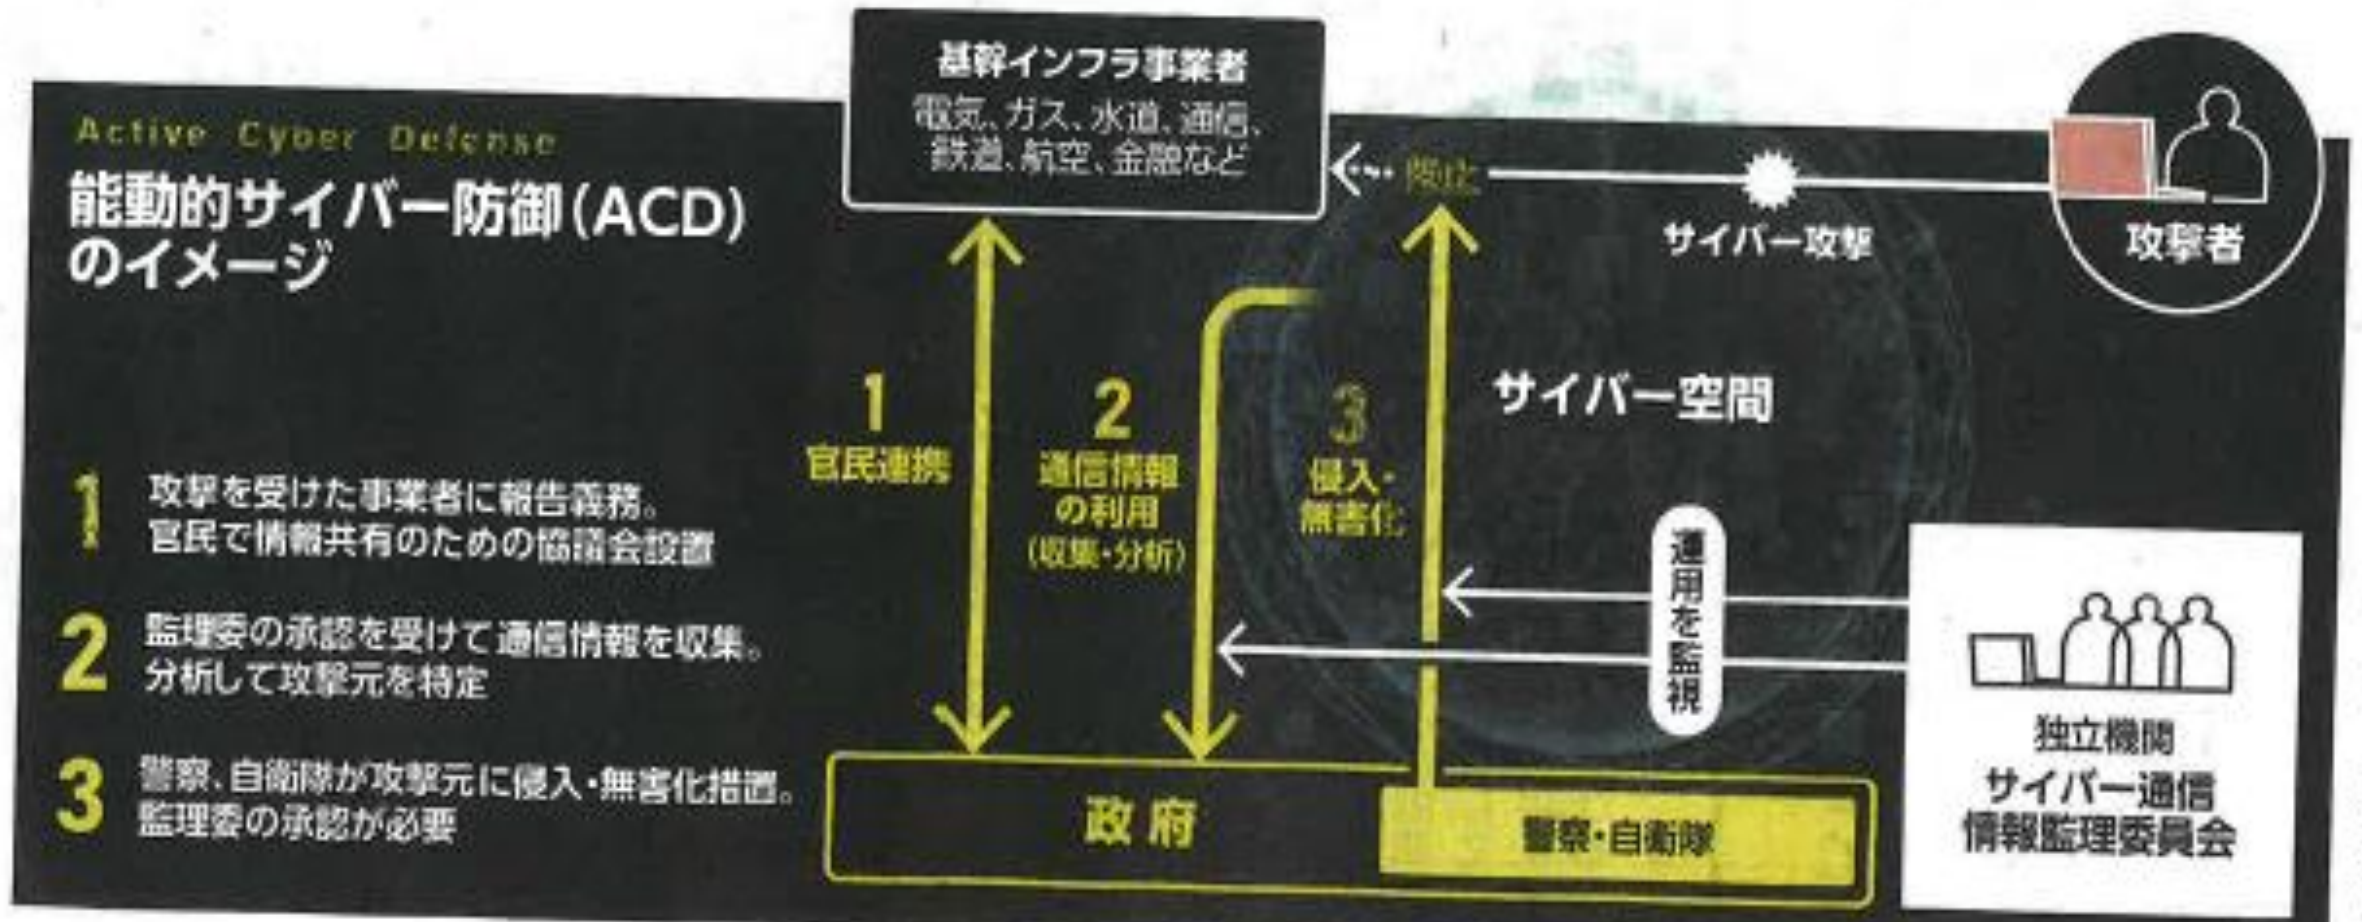 Active Cyber Defense
能動的サイバー防御(ACD)
のイメージ
1 攻撃を受けた事業者に報告義務。
官民で情報共有のための協議会設置
2 監理委の承認を受けて通信情報を収集。
分析して攻撃元を特定
3 警察、自衛隊が攻撃元に侵入・無害化措置。
監理委の承認が必要
基幹インフラ事業者
電気、ガス、水道、通信、
鉄道、航空、金融など
サイバー攻撃
攻撃者
1
官民連携
2
通信情報
の利用
(収集・分析)
3
侵入・
無害化
サイバー空間
運用を監視
政府
警察・自衛隊
独立機関
サイバー通信
情報監理委員会